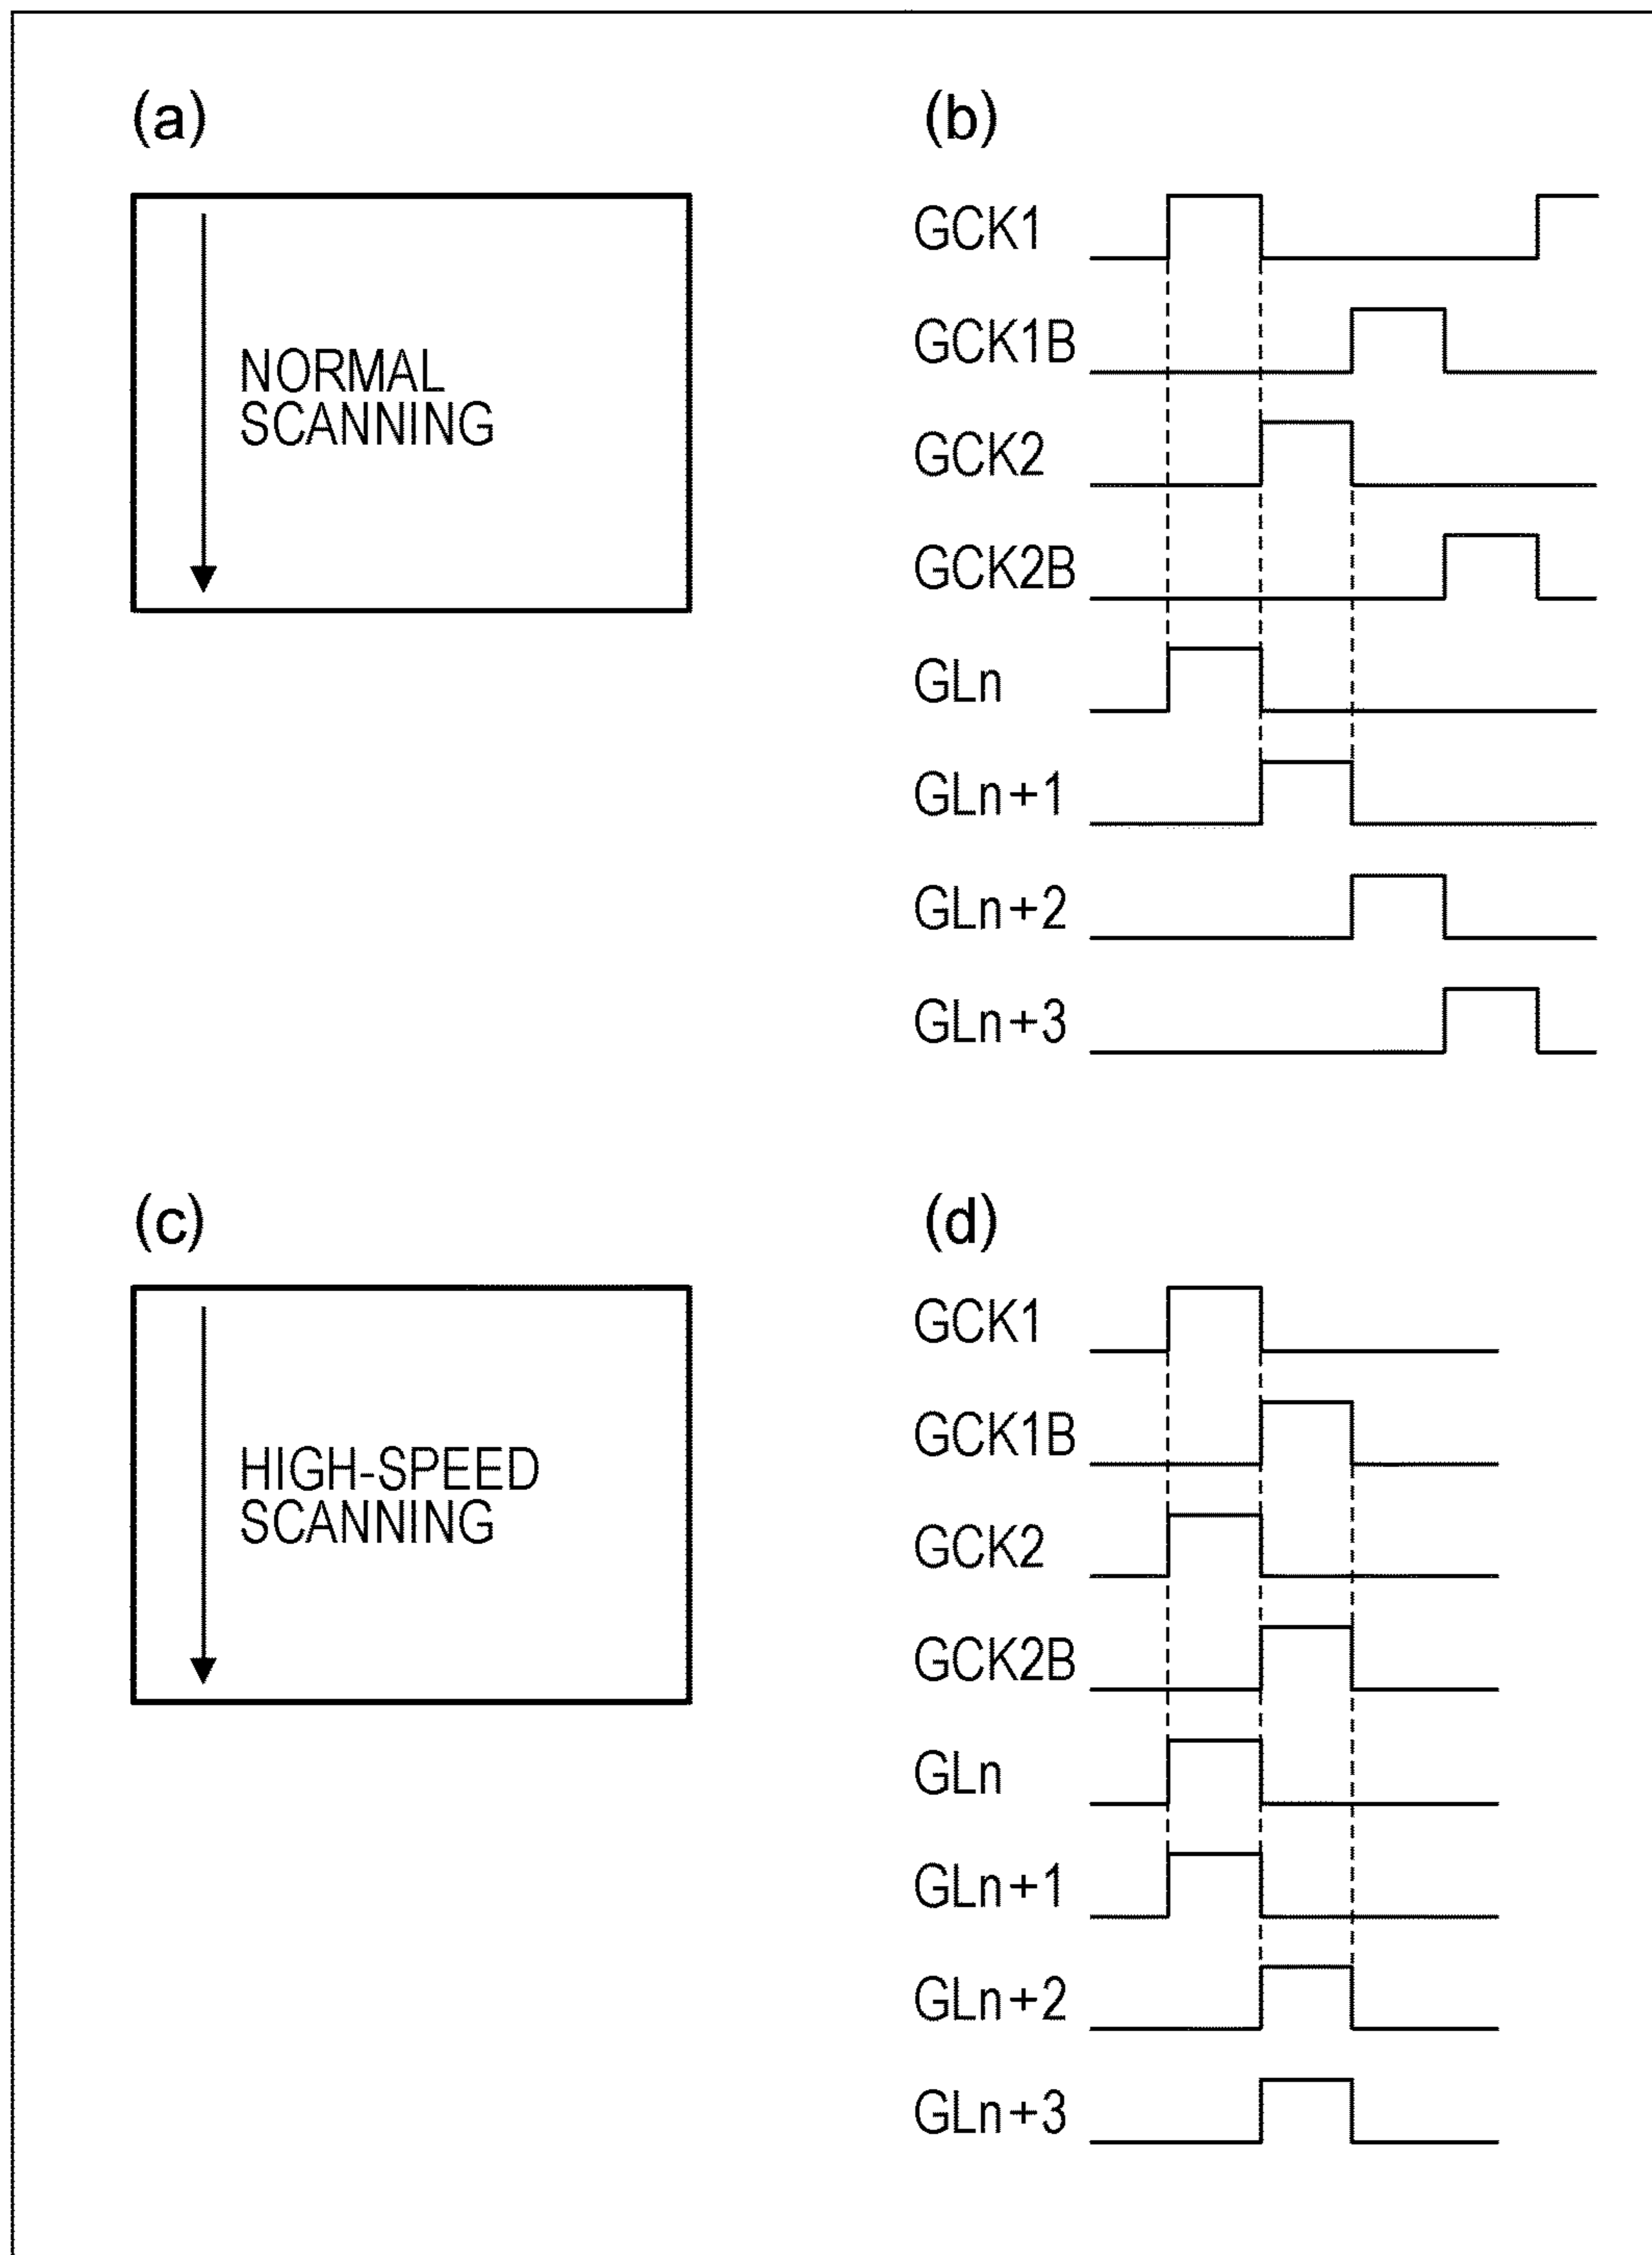 (a)
NORMAL
SCANNING
(b)
GCK1
GCK1B
GCK2
GCK2B
GLn
GLn+1
GLn+2
GLn+3
(c)
HIGH-SPEED
SCANNING
(d)
GCK1
GCK1B
GCK2
GCK2B
GLn
GLn+1
GLn+2
GLn+3